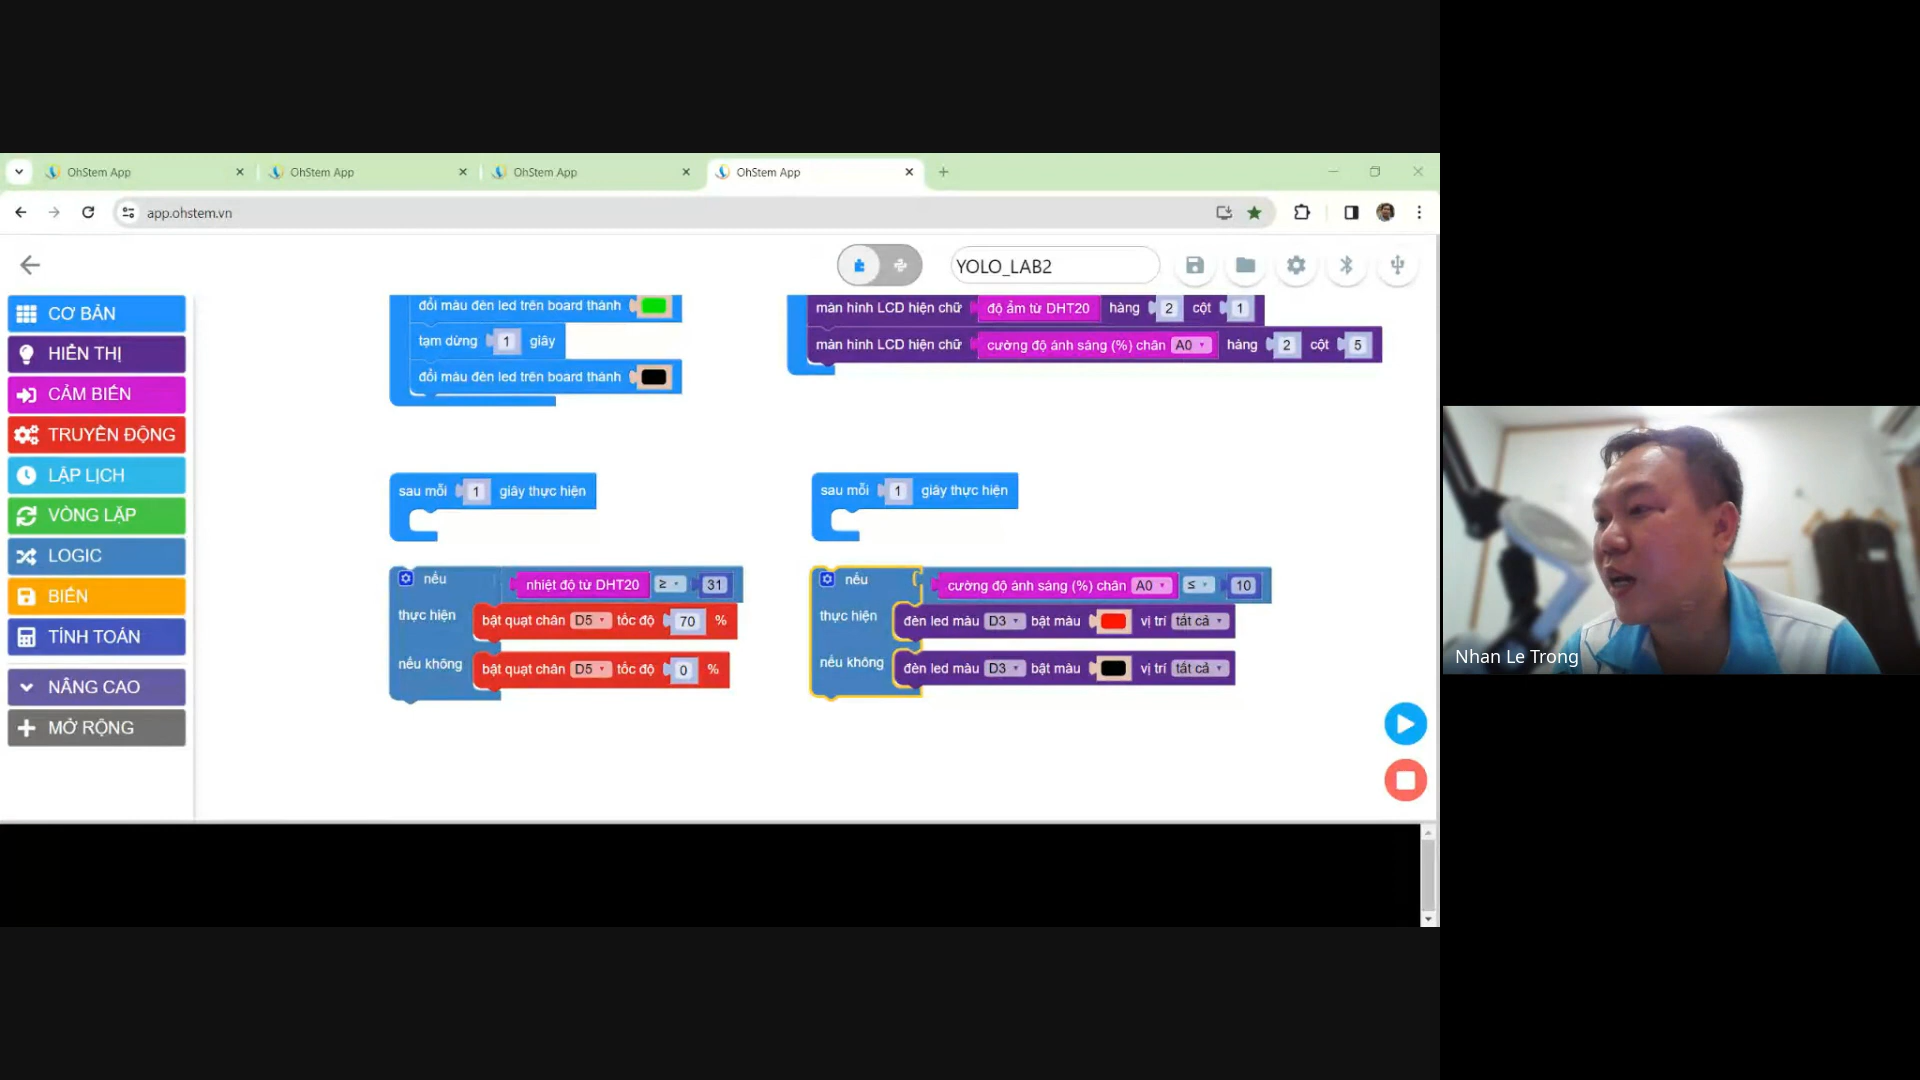 OhStem App
OhStem App
OhStem App
OhStem App
app.ohstem.vn
YOLO_LAB2
CƠ BẢN
HIỂN THỊ
CẢM BIẾN
TRUYỀN ĐỘNG
LẬP LỊCH
VÒNG LẶP
LOGIC
BIẾN
TÍNH TOÁN
NÂNG CAO
MỞ RỘNG
đổi màu đèn led trên board thành
tạm dừng 1 giây
đổi màu đèn led trên board thành
màn hình LCD hiện chữ độ ẩm từ DHT20 hàng 2 cột 1
màn hình LCD hiện chữ cường độ ánh sáng (%) chân A0 hàng 2 cột 5
sau mỗi 1 giây thực hiện
sau mỗi 1 giây thực hiện
nếu nhiệt độ từ DHT20 ≥ 31
thực hiện bật quạt chân D5 tốc độ 70 %
nếu không bật quạt chân D5 tốc độ 0 %
nếu cường độ ánh sáng (%) chân A0 ≤ 10
thực hiện đèn led màu D3 bật màu vị trí tất cả
nếu không đèn led màu D3 bật màu vị trí tất cả
Nhan Le Trong